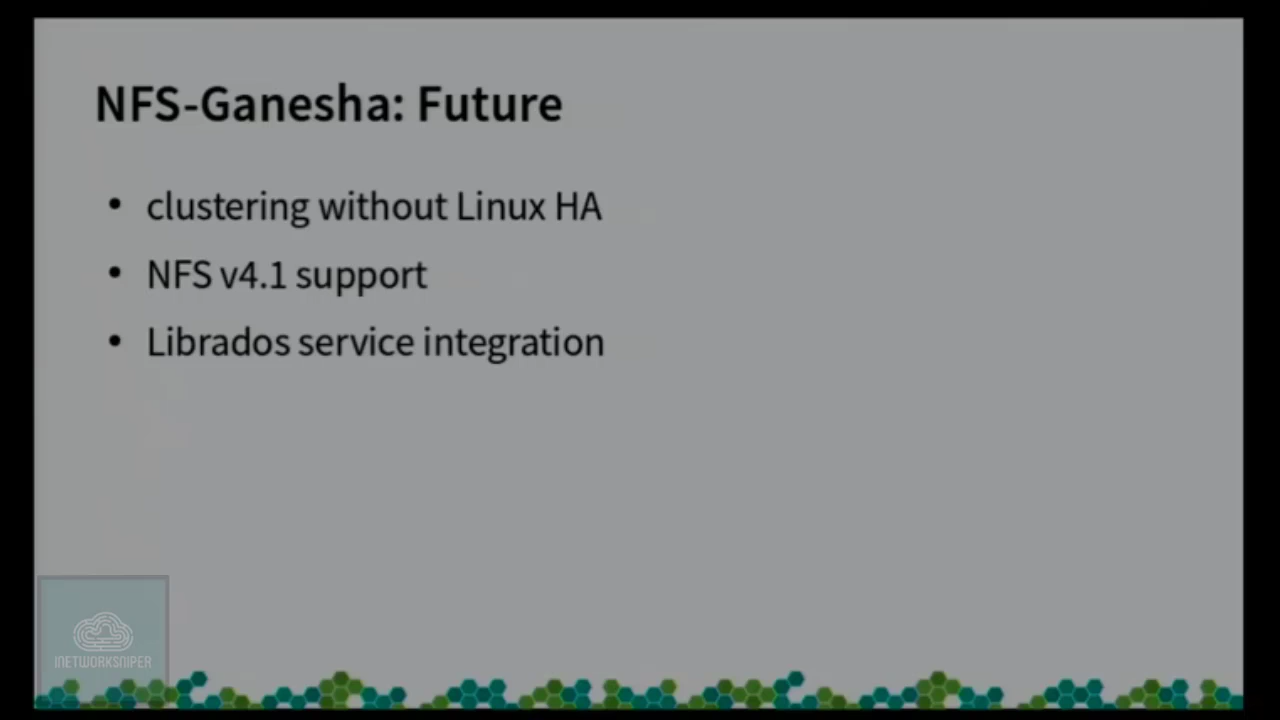 NFS-Ganesha: Future
• clustering without Linux HA
• NFS v4.1 support
• Librados service integration
INETWORKSNIPER